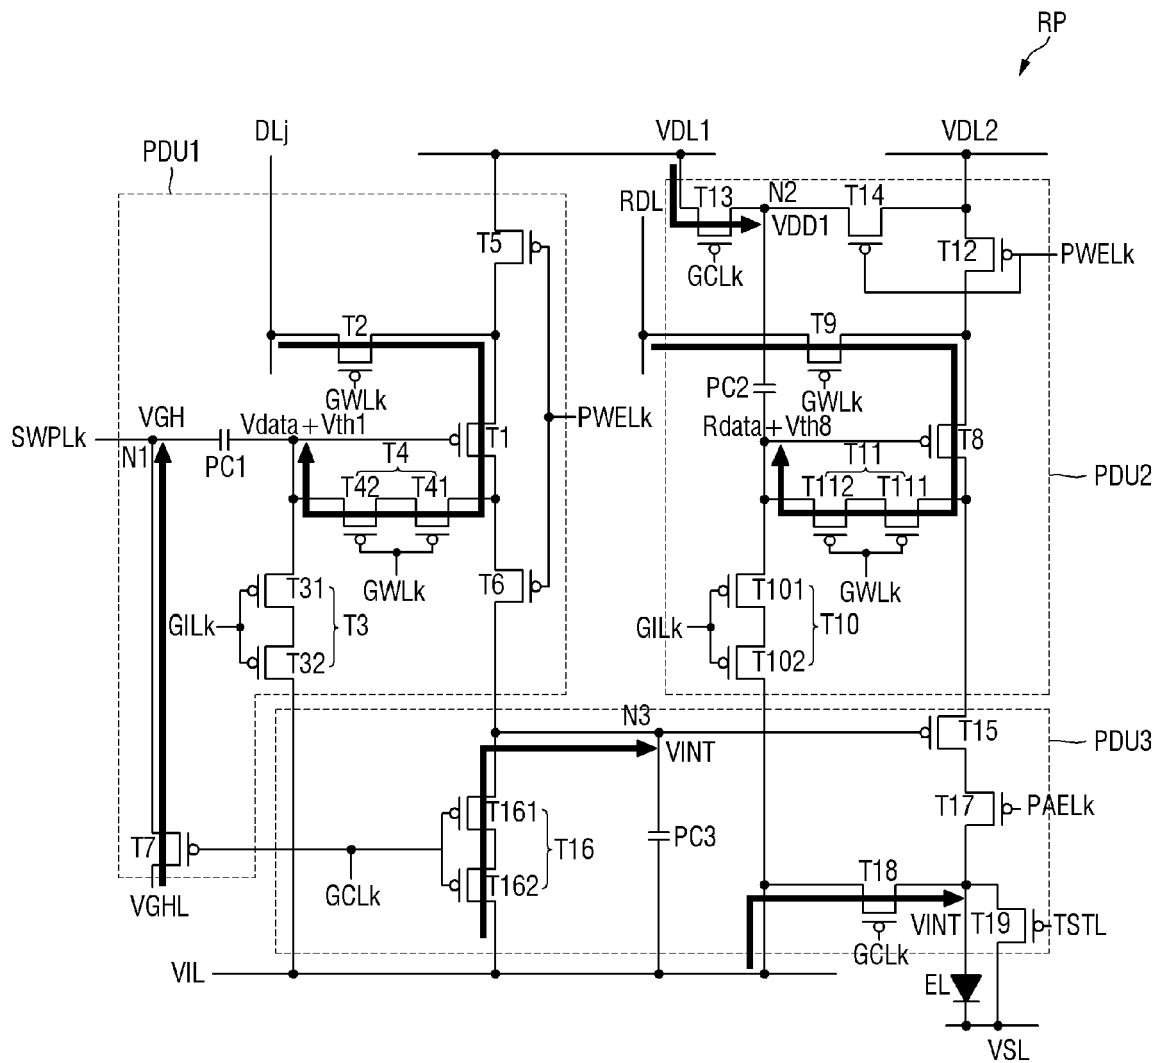 RP
DLj
VDL1
VDL2
PDU1
RDL
T13
N2
T14
VDD1
T5
T12
PWELk
GCLk
T2
T9
PC2
GWLk
GWLk
VGH
Vdata+Vth1
T1
PWELk
Rdata+Vth8
T8
SWPLk
N1
PC1
T4
T11
T42
T41
T112
T111
PDU2
GWLk
T6
GWLk
T31
T101
GILk
T3
GILk
T10
T32
T102
N3
T15
VINT
PDU3
T161
T17
PAELk
T7
T16
PC3
T162
GCLk
T18
VGHL
VINT
T19
TSTL
GCLk
VIL
EL
VSL